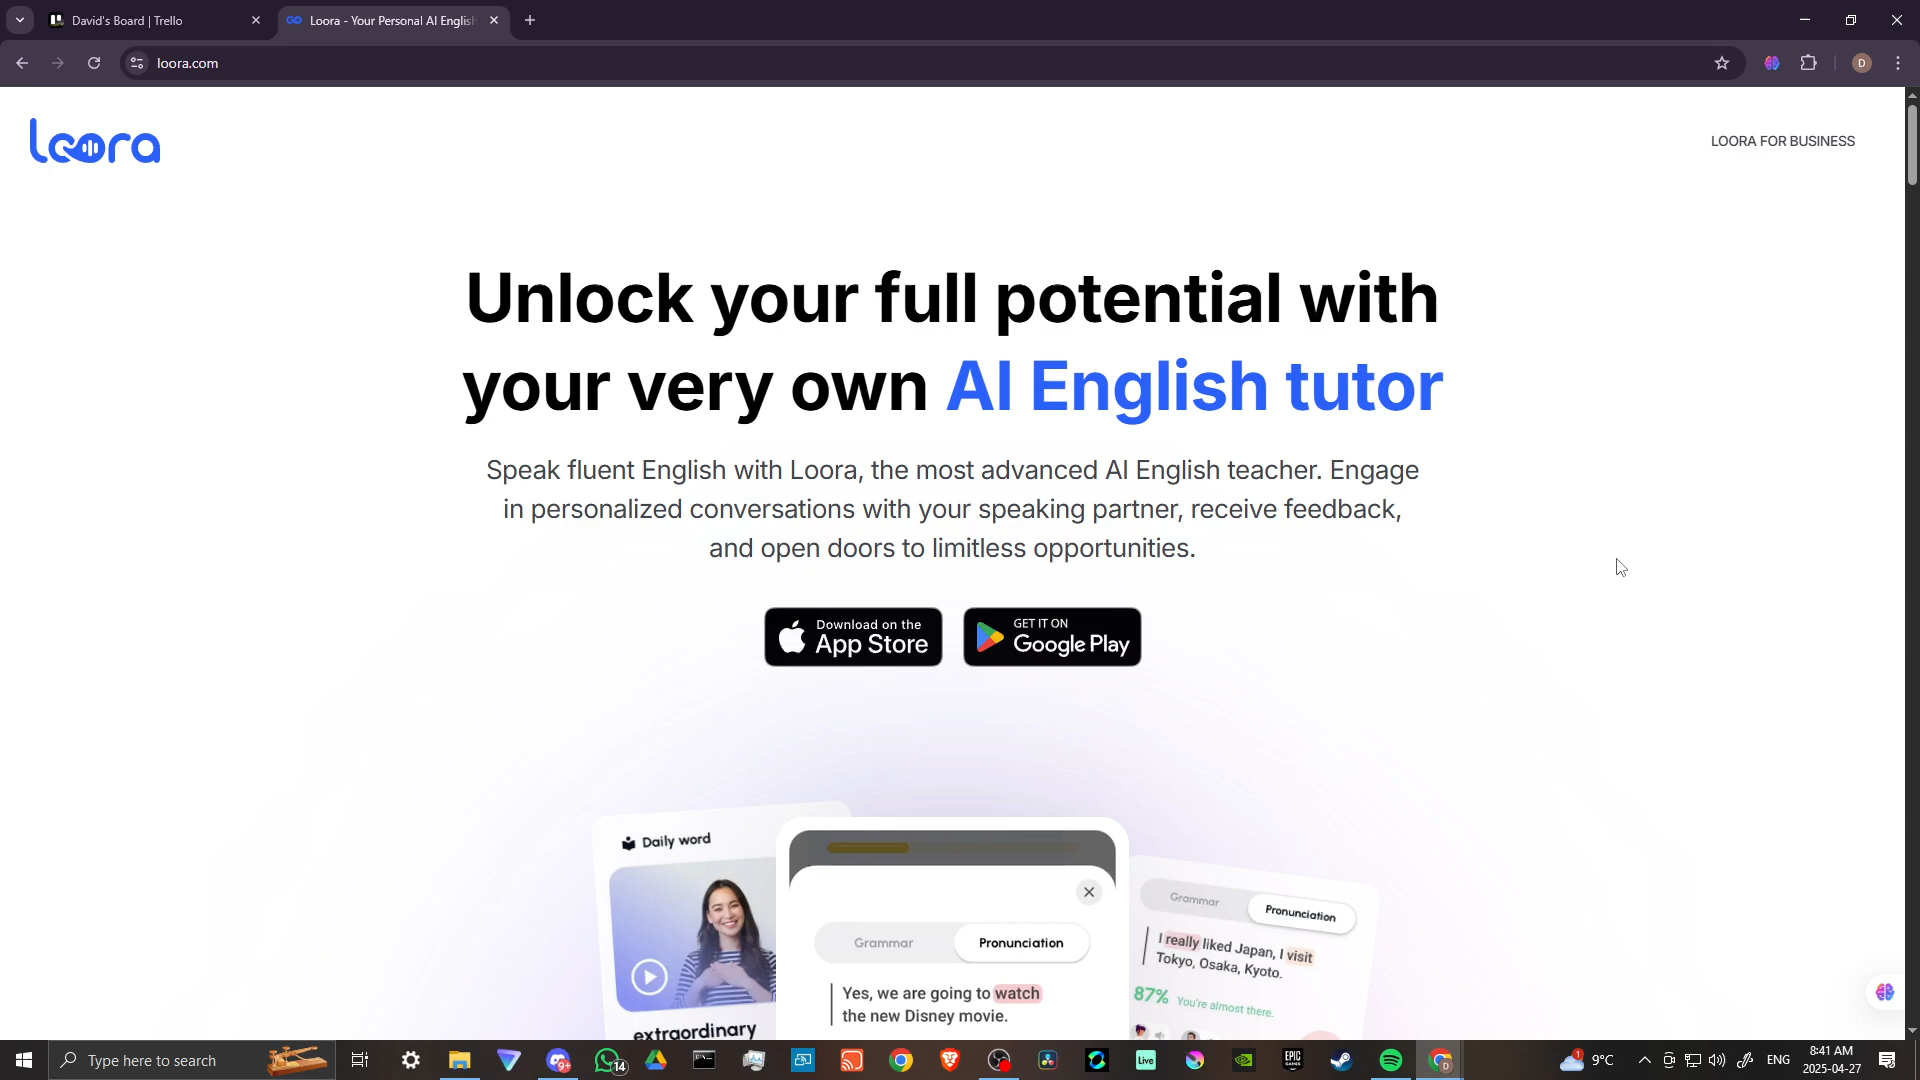 David's Board | Trello
Loora - Your Personal AI English
loora.com
D
loora
LOORA FOR BUSINESS
Unlock your full potential with
your very own AI English tutor
Speak fluent English with Loora, the most advanced AI English teacher. Engage
in personalized conversations with your speaking partner, receive feedback,
and open doors to limitless opportunities.
Download on the
App Store
GET IT ON
Google Play
Daily word
extraordinary
Grammar
Pronunciation
Yes, we are going to watch
the new Disney movie.
Grammar
Pronunciation
I really liked Japan, I visit
Tokyo, Osaka, Kyoto.
87% You're almost there.
Type here to search
9+
14
Live
EPIC
GAMES
D
1
9°C
ENG
8:41 AM
2025-04-27